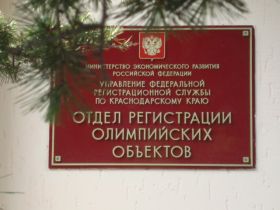 МИНИСТЕРСТВО ЭКОНОМИЧЕСКОГО РАЗВИТИЯ
РОССИЙСКОЙ ФЕДЕРАЦИИ
УПРАВЛЕНИЕ ФЕДЕРАЛЬНОЙ
РЕГИСТРАЦИОННОЙ СЛУЖБЫ
ПО КРАСНОДАРСКОМУ КРАЮ
ОТДЕЛ РЕГИСТРАЦИИ
ОЛИМПИЙСКИХ
ОБЪЕКТОВ